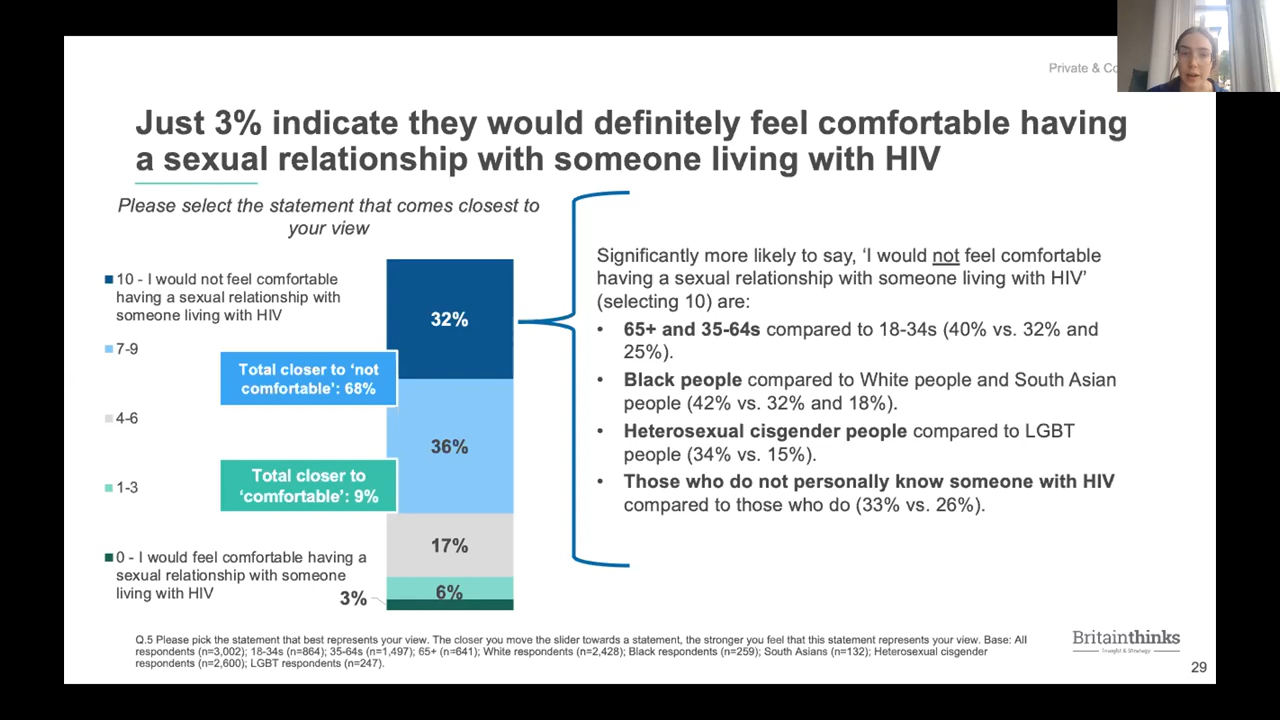 Private & Co
Just 3% indicate they would definitely feel comfortable having
a sexual relationship with someone living with HIV
Please select the statement that comes closest to
your view
10 - I would not feel comfortable
having a sexual relationship with
someone living with HIV
7-9
4-6
1-3
0 - I would feel comfortable having a
sexual relationship with someone
living with HIV
Total closer to ‘not
comfortable’: 68%
Total closer to
‘comfortable’: 9%
32%
36%
17%
6%
3%
Significantly more likely to say, ‘I would not feel comfortable
having a sexual relationship with someone living with HIV’
(selecting 10) are:
• 65+ and 35-64s compared to 18-34s (40% vs. 32% and
25%).
• Black people compared to White people and South Asian
people (42% vs. 32% and 18%).
• Heterosexual cisgender people compared to LGBT
people (34% vs. 15%).
• Those who do not personally know someone with HIV
compared to those who do (33% vs. 26%).
Q.5 Please pick the statement that best represents your view. The closer you move the slider towards a statement, the stronger you feel that this statement represents your view. Base: All
respondents (n=3,002); 18-34s (n=864); 35-64s (n=1,497); 65+ (n=641); White respondents (n=2,428); Black respondents (n=259); South Asians (n=132); Heterosexual cisgender
respondents (n=2,600); LGBT respondents (n=247).
Britainthinks
Insight & Strategy
29